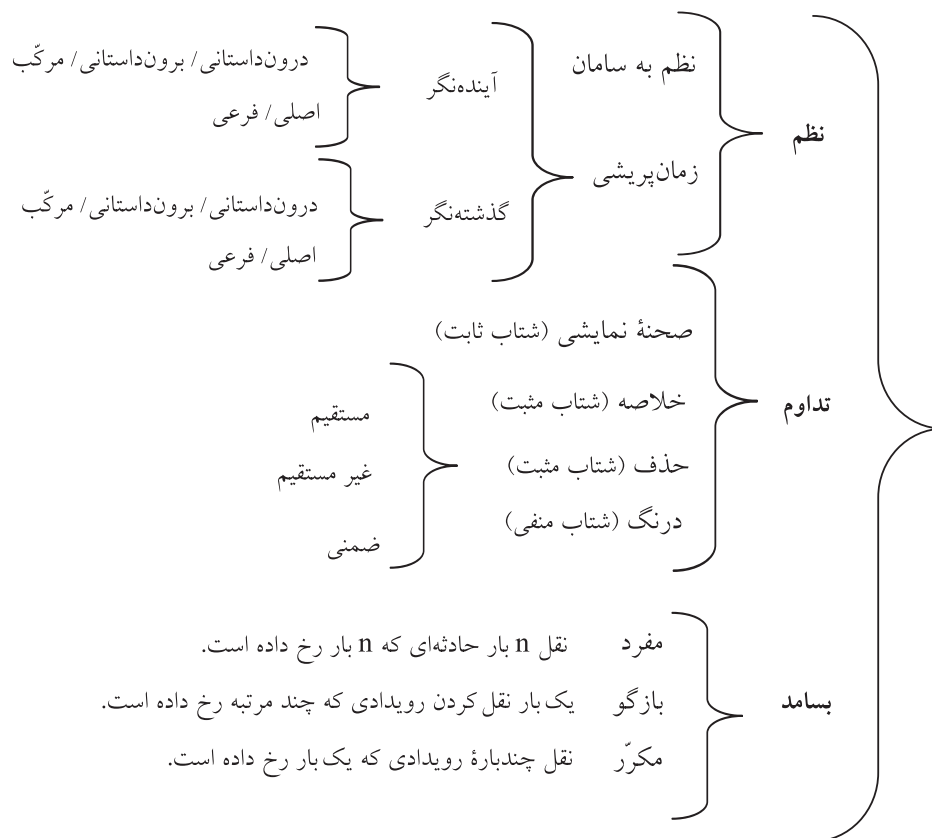 نظم
نظم به سامان
زمان‌پریشی
آینده‌نگر
درون‌داستانی/ برون‌داستانی/ مرکّب
اصلی/ فرعی
گذشته‌نگر
درون‌داستانی/ برون‌داستانی/ مرکّب
اصلی/ فرعی
تداوم
صحنهٔ نمایشی (شتاب ثابت)
خلاصه (شتاب مثبت)
حذف (شتاب مثبت)
مستقیم
غیر مستقیم
ضمنی
درنگ (شتاب منفی)
بسامد
مفرد نقل n بار حادثه‌ای که n بار رخ داده است.
بازگو یک‌بار نقل کردن رویدادی که چند مرتبه رخ داده است.
مکرّر نقل چندبارهٔ رویدادی که یک‌بار رخ داده است.